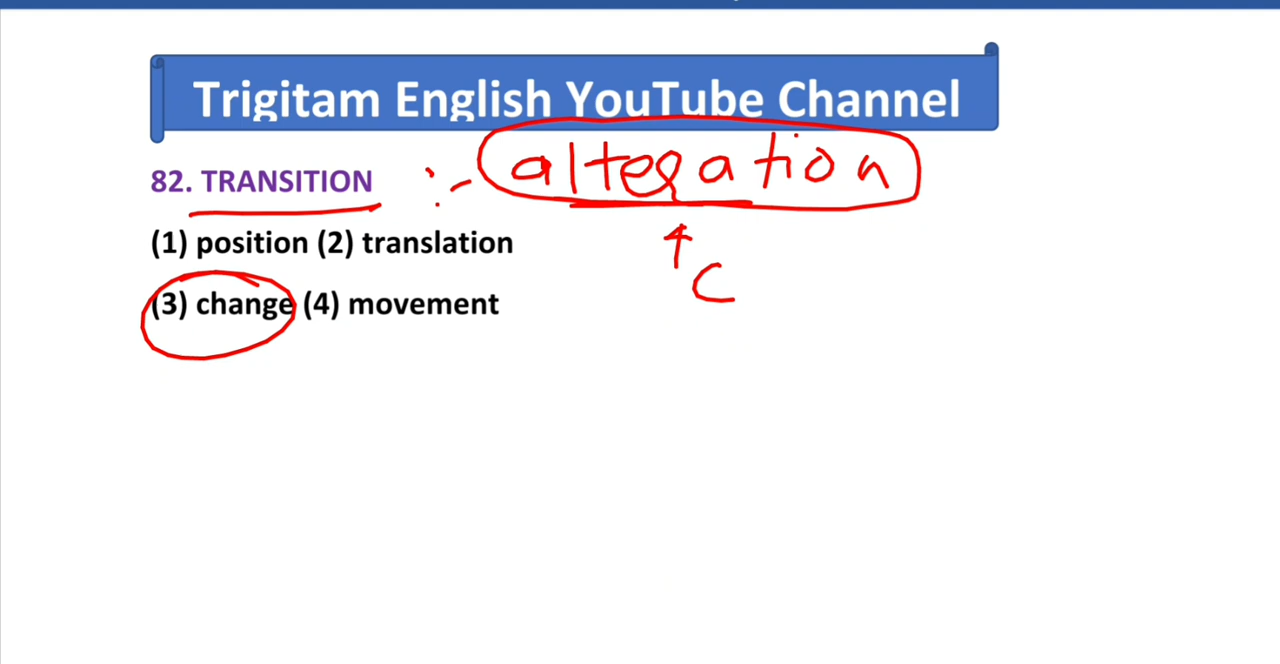 Trigitam English YouTube Channel
82. TRANSITION :- alteration
(1) position (2) translation
C
(3) change (4) movement